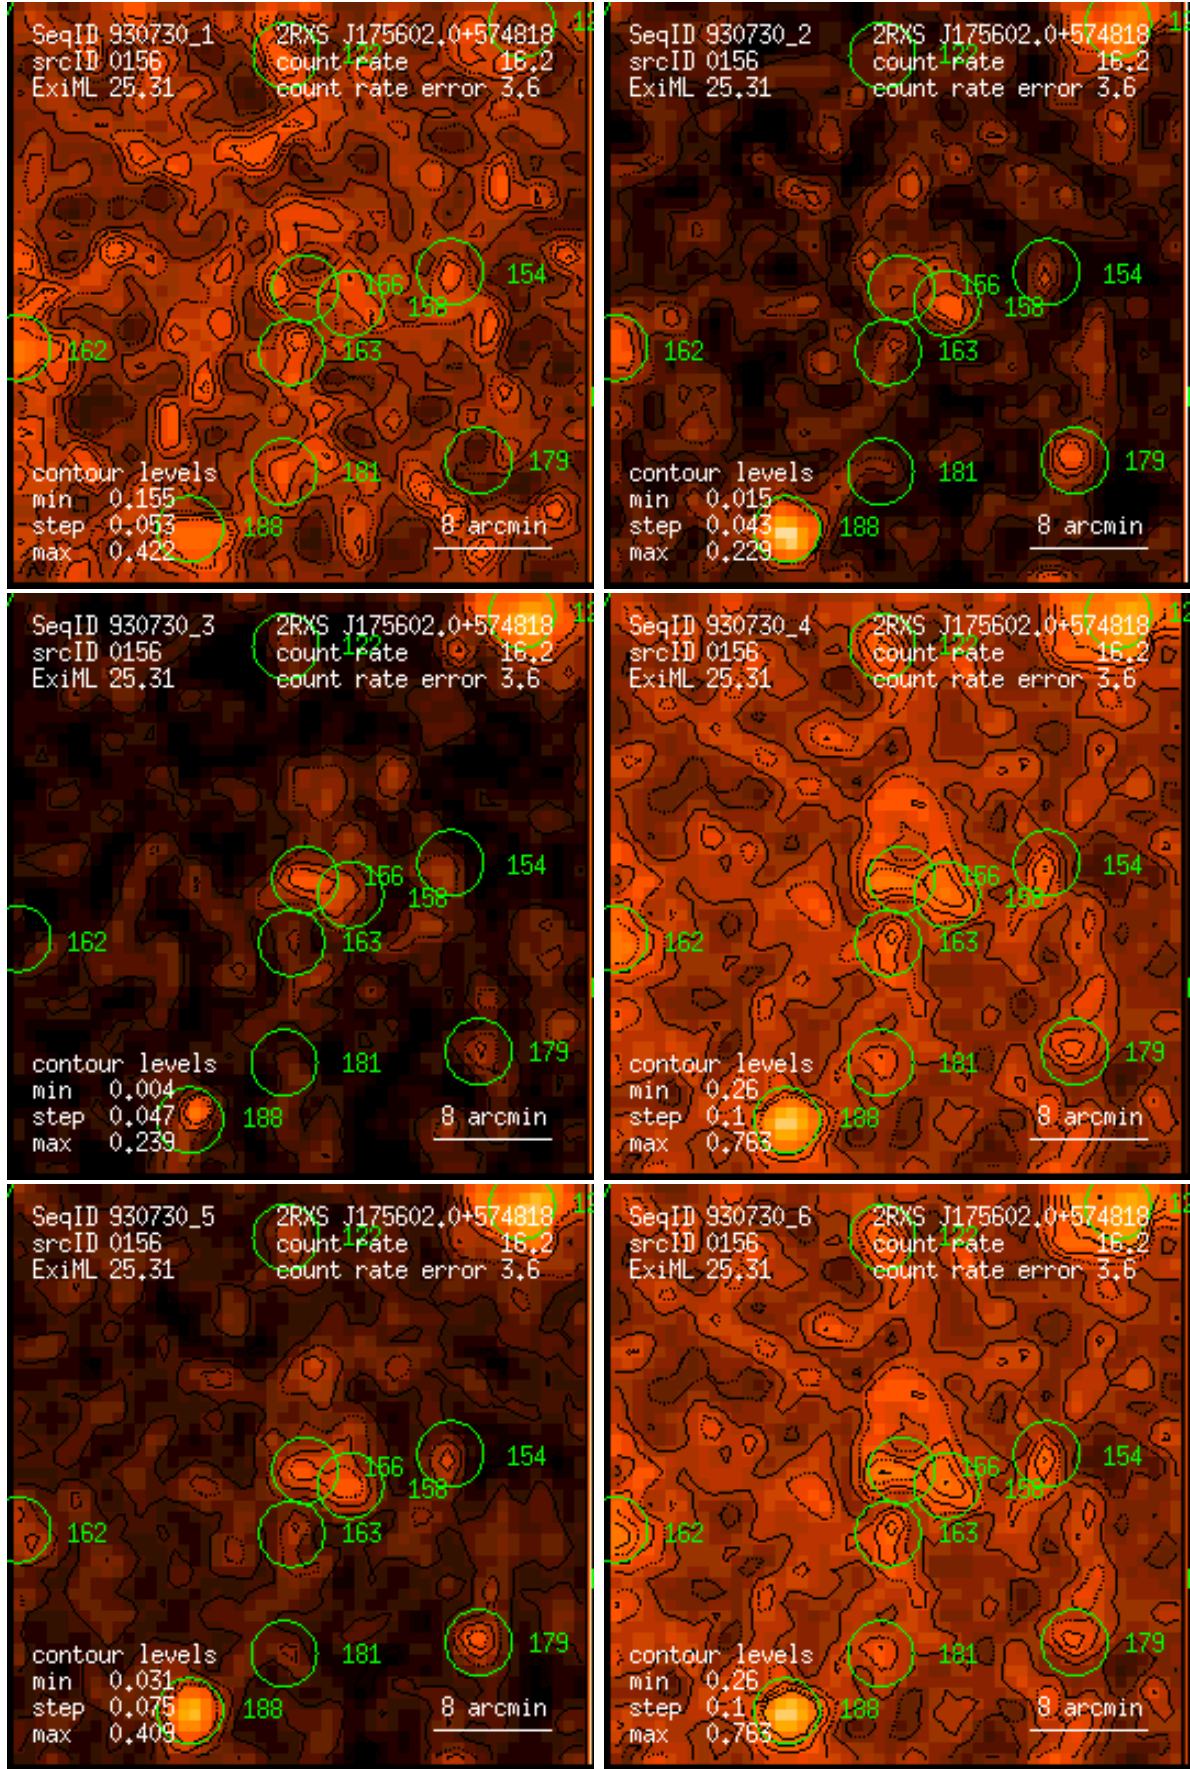 SeqID 930730_1 2RXS J175602.0+574818
srcID 0156 count rate 16.2
ExiML 25.31 count rate error 3.6
122
12
154
156
158
162
163
181
179
188
contour levels
min 0.155
step 0.053
max 0.422
8 arcmin
SeqID 930730_2 2RXS J175602.0+574818
srcID 0156 count rate 16.2
ExiML 25.31 count rate error 3.6
122
12
154
156
158
162
163
181
179
188
contour levels
min 0.015
step 0.043
max 0.229
8 arcmin
SeqID 930730_3 2RXS J175602.0+574818
srcID 0156 count rate 16.2
ExiML 25.31 count rate error 3.6
122
12
154
156
158
162
163
181
179
188
contour levels
min 0.004
step 0.047
max 0.239
8 arcmin
SeqID 930730_4 2RXS J175602.0+574818
srcID 0156 count rate 16.2
ExiML 25.31 count rate error 3.6
122
12
154
156
158
162
163
181
179
188
contour levels
min 0.26
step 0.1
max 0.763
8 arcmin
SeqID 930730_5 2RXS J175602.0+574818
srcID 0156 count rate 16.2
ExiML 25.31 count rate error 3.6
122
12
154
156
158
162
163
181
179
188
contour levels
min 0.031
step 0.075
max 0.409
8 arcmin
SeqID 930730_6 2RXS J175602.0+574818
srcID 0156 count rate 16.2
ExiML 25.31 count rate error 3.6
122
12
154
156
158
162
163
181
179
188
contour levels
min 0.26
step 0.1
max 0.763
8 arcmin